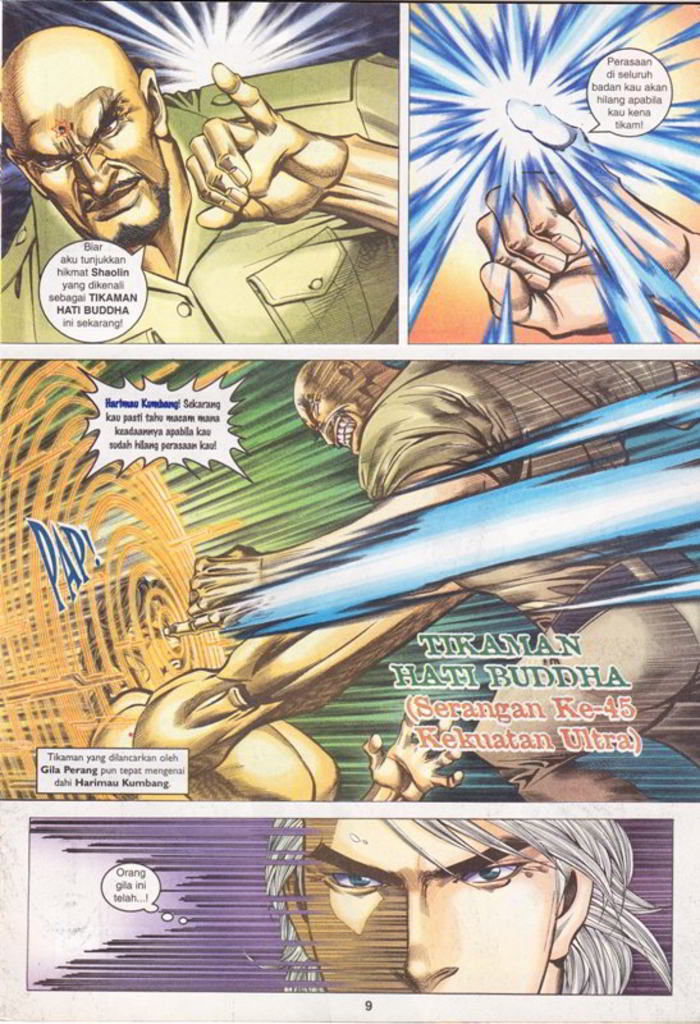 Biar
aku tunjukkan
hikmat Shaolin
yang dikenali
sebagai TIKAMAN
HATI BUDDHA
ini sekarang!
Perasaan
di seluruh
badan kau akan
hilang apabila
kau kena
tikam!
Harimau Kumbang! Sekarang
kau pasti tahu macam mana
keadaannya apabila kau
sudah hilang perasaan kau!
PAP!
TIKAMAN
HATI BUDDHA
(Serangan Ke-45
Kekuatan Ultra)
Tikaman yang dilancarkan oleh
Gila Perang pun tepat mengenai
dahi Harimau Kumbang.
Orang
gila ini
telah...!
9